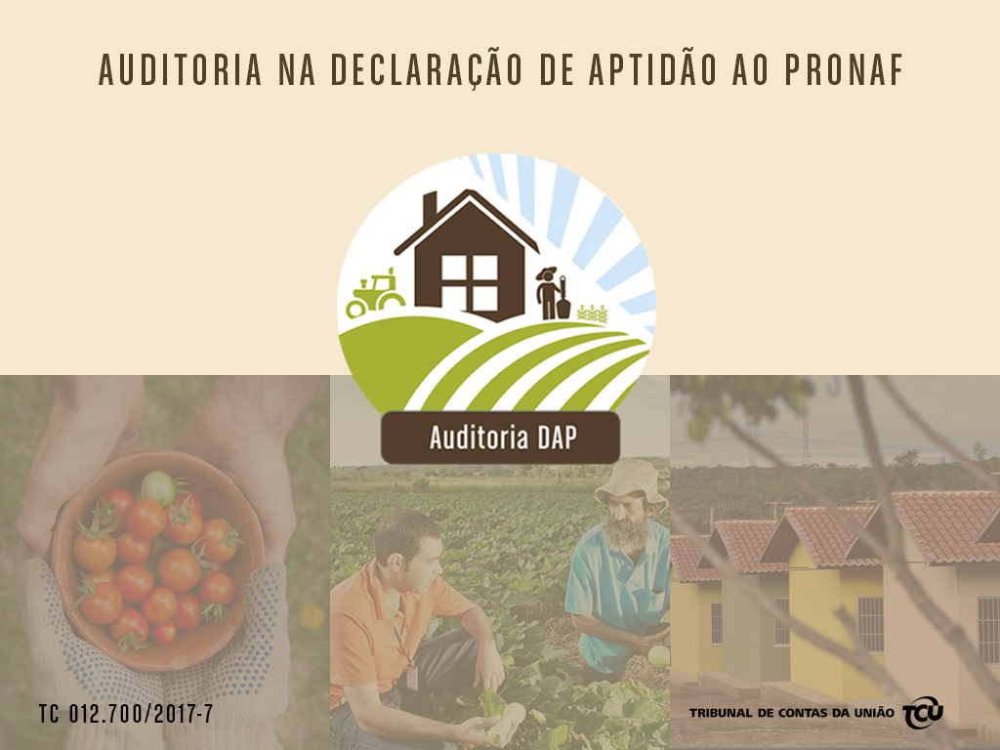 AUDITORIA NA DECLARAÇÃO DE APTIDÃO AO PRONAF
Auditoria DAP
TC 012.700/2017-7
TRIBUNAL DE CONTAS DA UNIÃO TCU